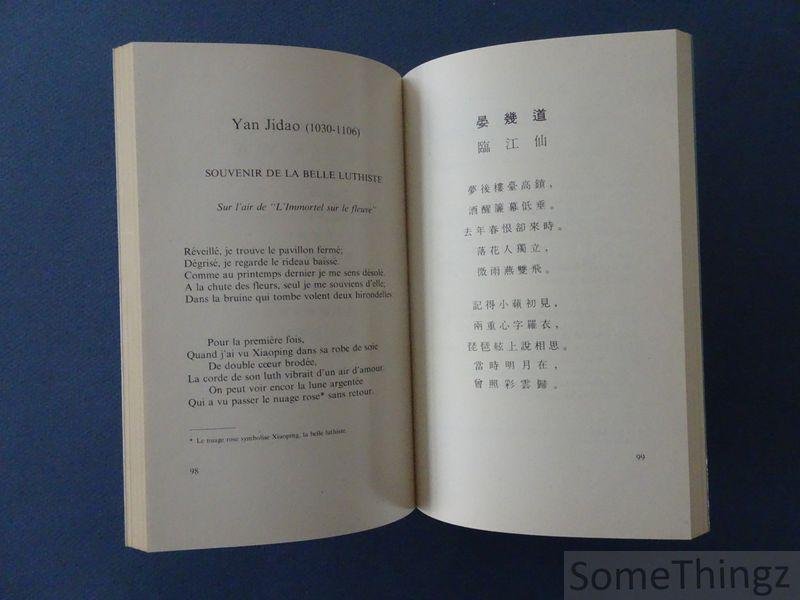 Yan Jidao (1030-1106)
SOUVENIR DE LA BELLE LUTHISTE
Sur l'air de "L'Immortel sur le fleuve"
Réveillé, je trouve le pavillon fermé;
Dégrisé, je regarde le rideau baissé.
Comme au printemps dernier je me sens désolé.
A la chute des fleurs, seul je me souviens d'elle;
Dans la bruine qui tombe volent deux hirondelles.
Pour la première fois,
Quand j'ai vu Xiaoping dans sa robe de soie
De double cœur brodée,
La corde de son luth vibrait d'un air d'amour.
On peut voir encor la lune argentée
Qui a vu passer le nuage rose* sans retour.
* Le nuage rose symbolise Xiaoping, la belle luthiste.
98
晏幾道
臨江仙
夢後樓臺高鎖，
酒醒簾幕低垂。
去年春恨卻來時。
落花人獨立，
微雨燕雙飛。
記得小蘋初見，
兩重心字羅衣，
琵琶絃上說相思。
當時明月在，
曾照彩雲歸。
99
SomeThingz